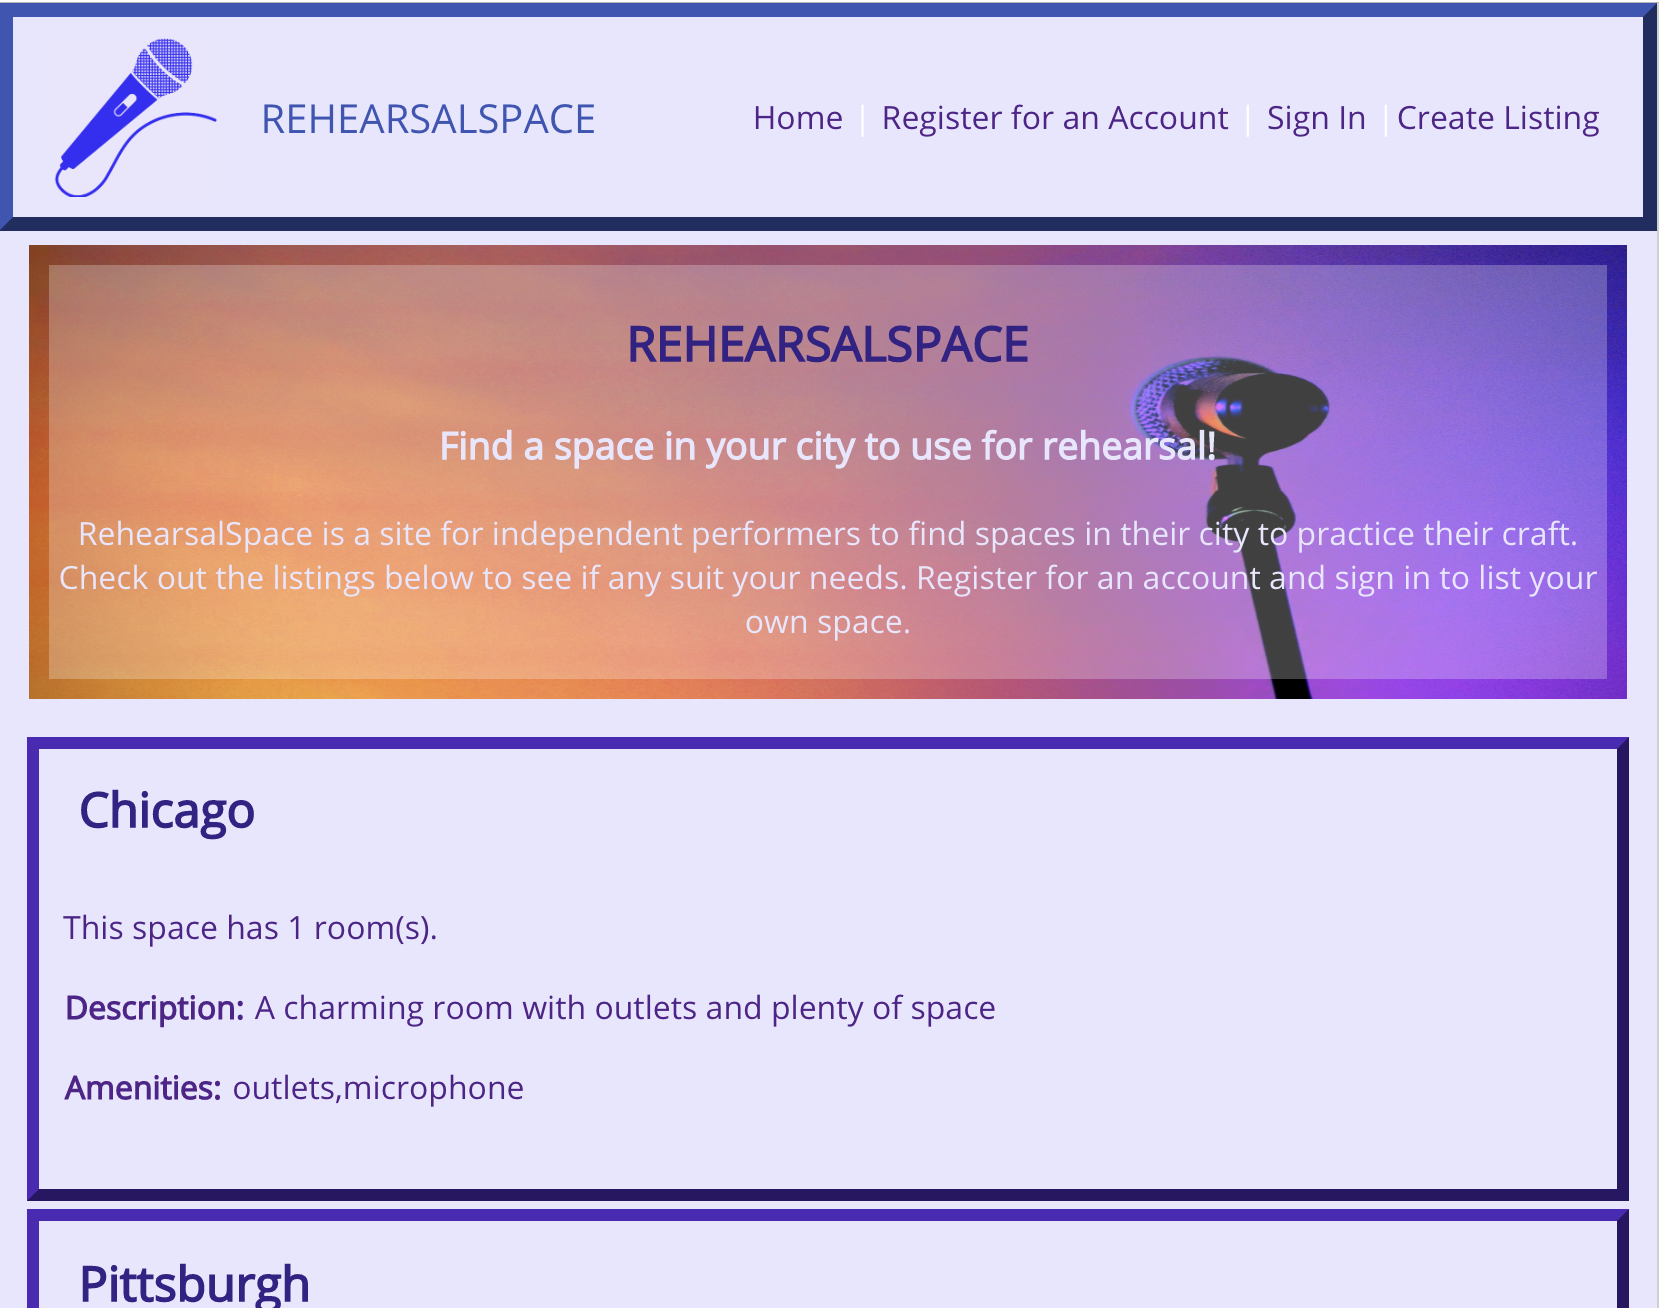 REHEARSALSPACE
Home | Register for an Account | Sign In | Create Listing
REHEARSALSPACE
Find a space in your city to use for rehearsal!
RehearsalSpace is a site for independent performers to find spaces in their city to practice their craft.
Check out the listings below to see if any suit your needs. Register for an account and sign in to list your
own space.
Chicago
This space has 1 room(s).
Description: A charming room with outlets and plenty of space
Amenities: outlets,microphone
Pittsburgh